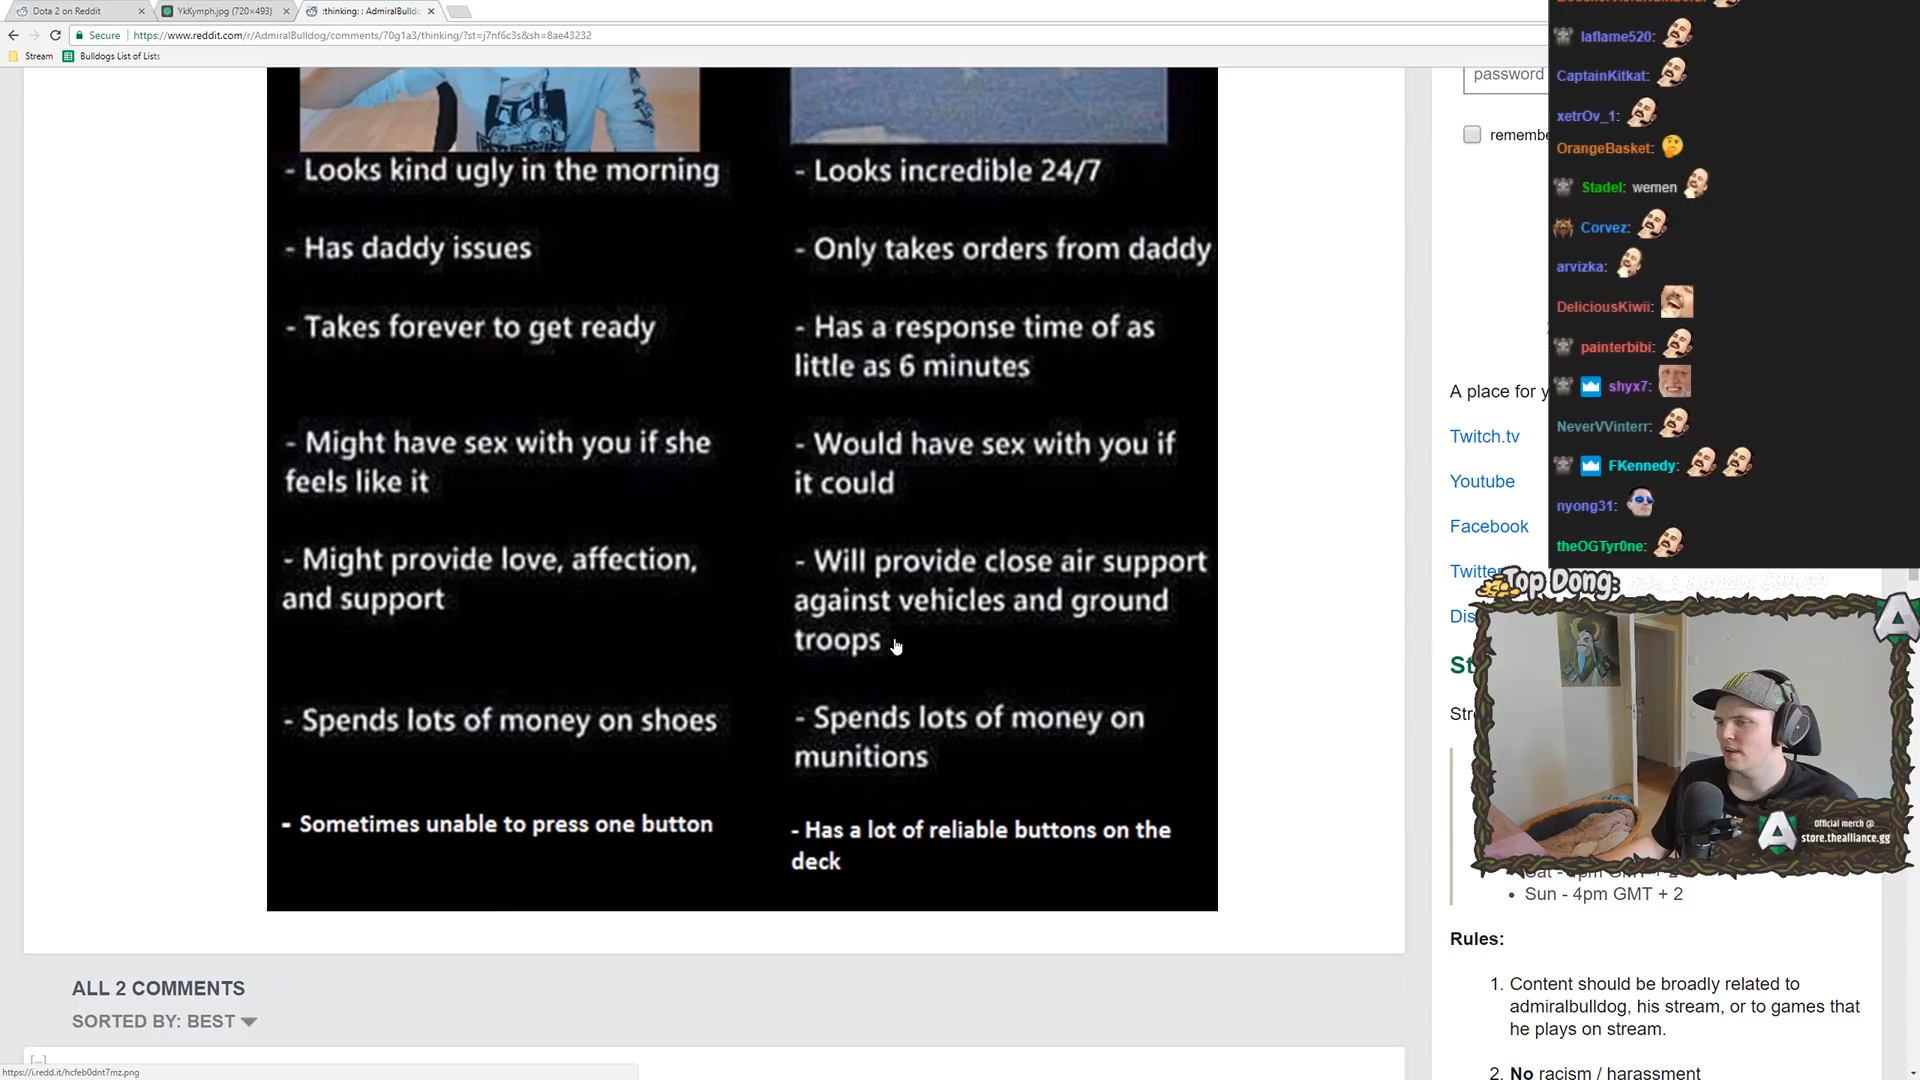 Dota 2 on Reddit
YkKymph.jpg (720×493)
:thinking: : AdmiralBulldo
Secure
https://www.reddit.com/r/AdmiralBulldog/comments/70g1a3/thinking/?st=j7nf6c3s&sh=8ae43232
Stream
Bulldogs List of Lists
- Looks kind ugly in the morning
- Has daddy issues
- Takes forever to get ready
- Might have sex with you if she
feels like it
- Might provide love, affection,
and support
- Spends lots of money on shoes
- Sometimes unable to press one button
- Looks incredible 24/7
- Only takes orders from daddy
- Has a response time of as
little as 6 minutes
- Would have sex with you if
it could
- Will provide close air support
against vehicles and ground
troops
- Spends lots of money on
munitions
- Has a lot of reliable buttons on the
deck
ALL 2 COMMENTS
SORTED BY: BEST
[–]
https://i.redd.it/hcfeb0dnt7mz.png
password
remembe
A place for y
Twitch.tv
Youtube
Facebook
Twitter
Dis
St
Stre
Sun - 4pm GMT + 2
Rules:
1. Content should be broadly related to
admiralbulldog, his stream, or to games that
he plays on stream.
2. No racism / harassment
laflame520:
CaptainKitkat:
xetrOv_1:
OrangeBasket:
Stadel: wemen
Corvez:
arvizka:
DeliciousKiwii:
painterbibi:
shyx7:
NeverVVinterr:
FKennedy:
nyong31:
theOGTyr0ne:
Top Dong:
Official merch @
store.thealliance.gg